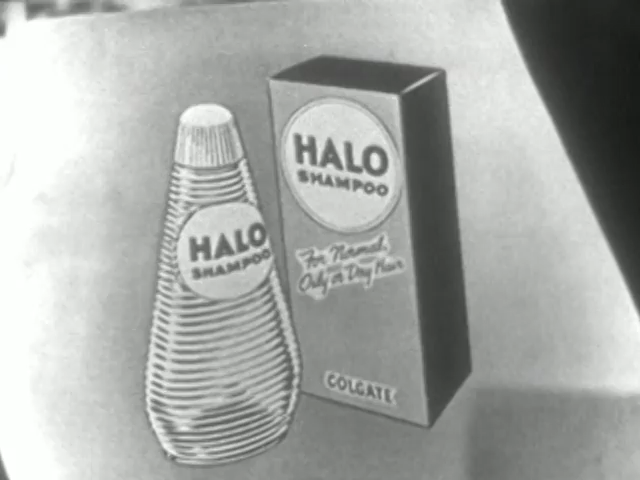 HALO
SHAMPOO
For Normal,
Oily or Dry Hair
COLGATE
HALO
SHAMPOO